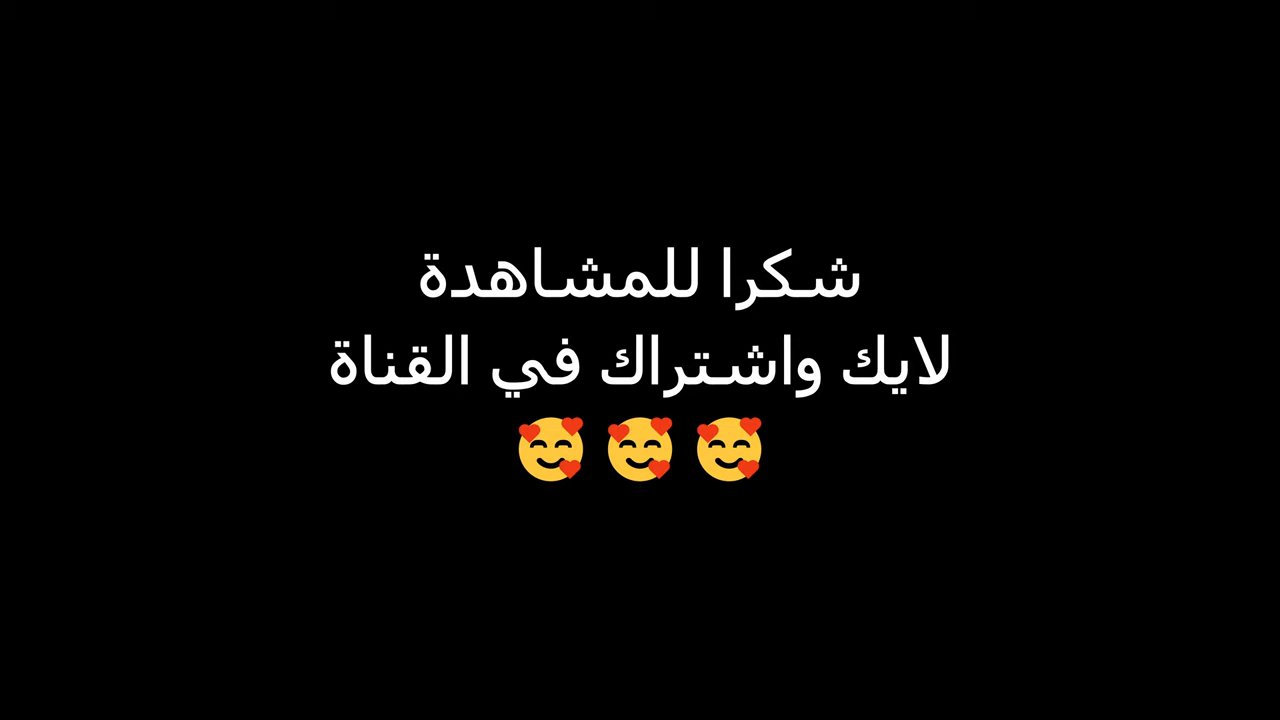 شكرا للمشاهدة
لايك واشتراك في القناة
🥰 🥰 🥰